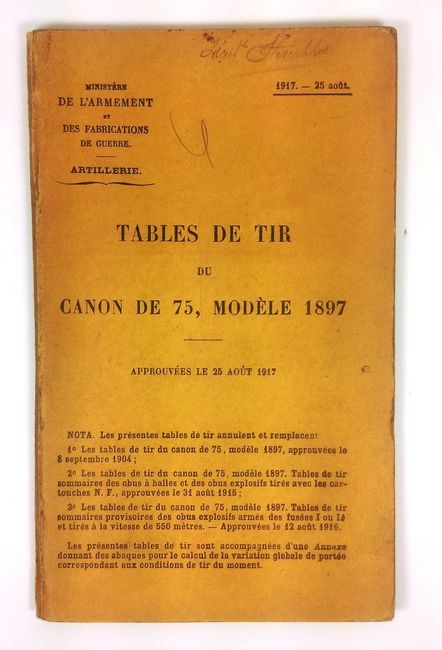 1917. — 25 août.
MINISTÈRE
DE L'ARMEMENT
ET
DES FABRICATIONS
DE GUERRE.
ARTILLERIE.
TABLES DE TIR
DU
CANON DE 75, MODÈLE 1897
APPROUVÉES LE 25 AOÛT 1917
NOTA. Les présentes tables de tir annulent et remplacent
1º Les tables de tir du canon de 75, modèle 1897, approuvées le
8 septembre 1904;
2º Les tables de tir du canon de 75, modèle 1897. Tables de tir
sommaires des obus à balles et des obus explosifs tirés avec les car-
touches N. F., approuvées le 31 août 1915;
3º Les tables de tir du canon de 75, modèle 1897. Tables de tir
sommaires provisoires des obus explosifs armés des fusées I ou
et tirés à la vitesse de 550 mètres. — Approuvées le 12 août 1916.
Les présentes tables de tir sont accompagnées d'une Annexe
donnant des abaques pour le calcul de la variation globale de portée
correspondant aux conditions de tir du moment.